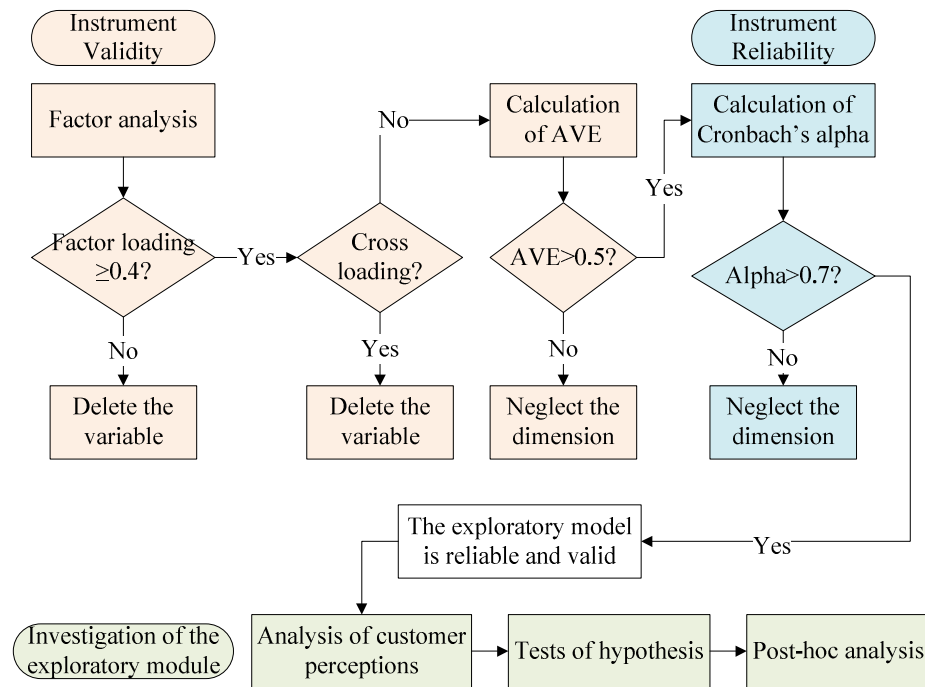 Instrument
Validity
Instrument
Reliability
Factor analysis
No
Calculation
of AVE
Calculation of
Cronbach's alpha
Yes
Factor loading
≥0.4?
Yes
Cross
loading?
AVE>0.5?
Alpha>0.7?
No
Yes
No
No
Delete the
variable
Delete the
variable
Neglect the
dimension
Neglect the
dimension
The exploratory model
is reliable and valid
Yes
Investigation of the
exploratory module
Analysis of customer
perceptions
Tests of hypothesis
Post-hoc analysis